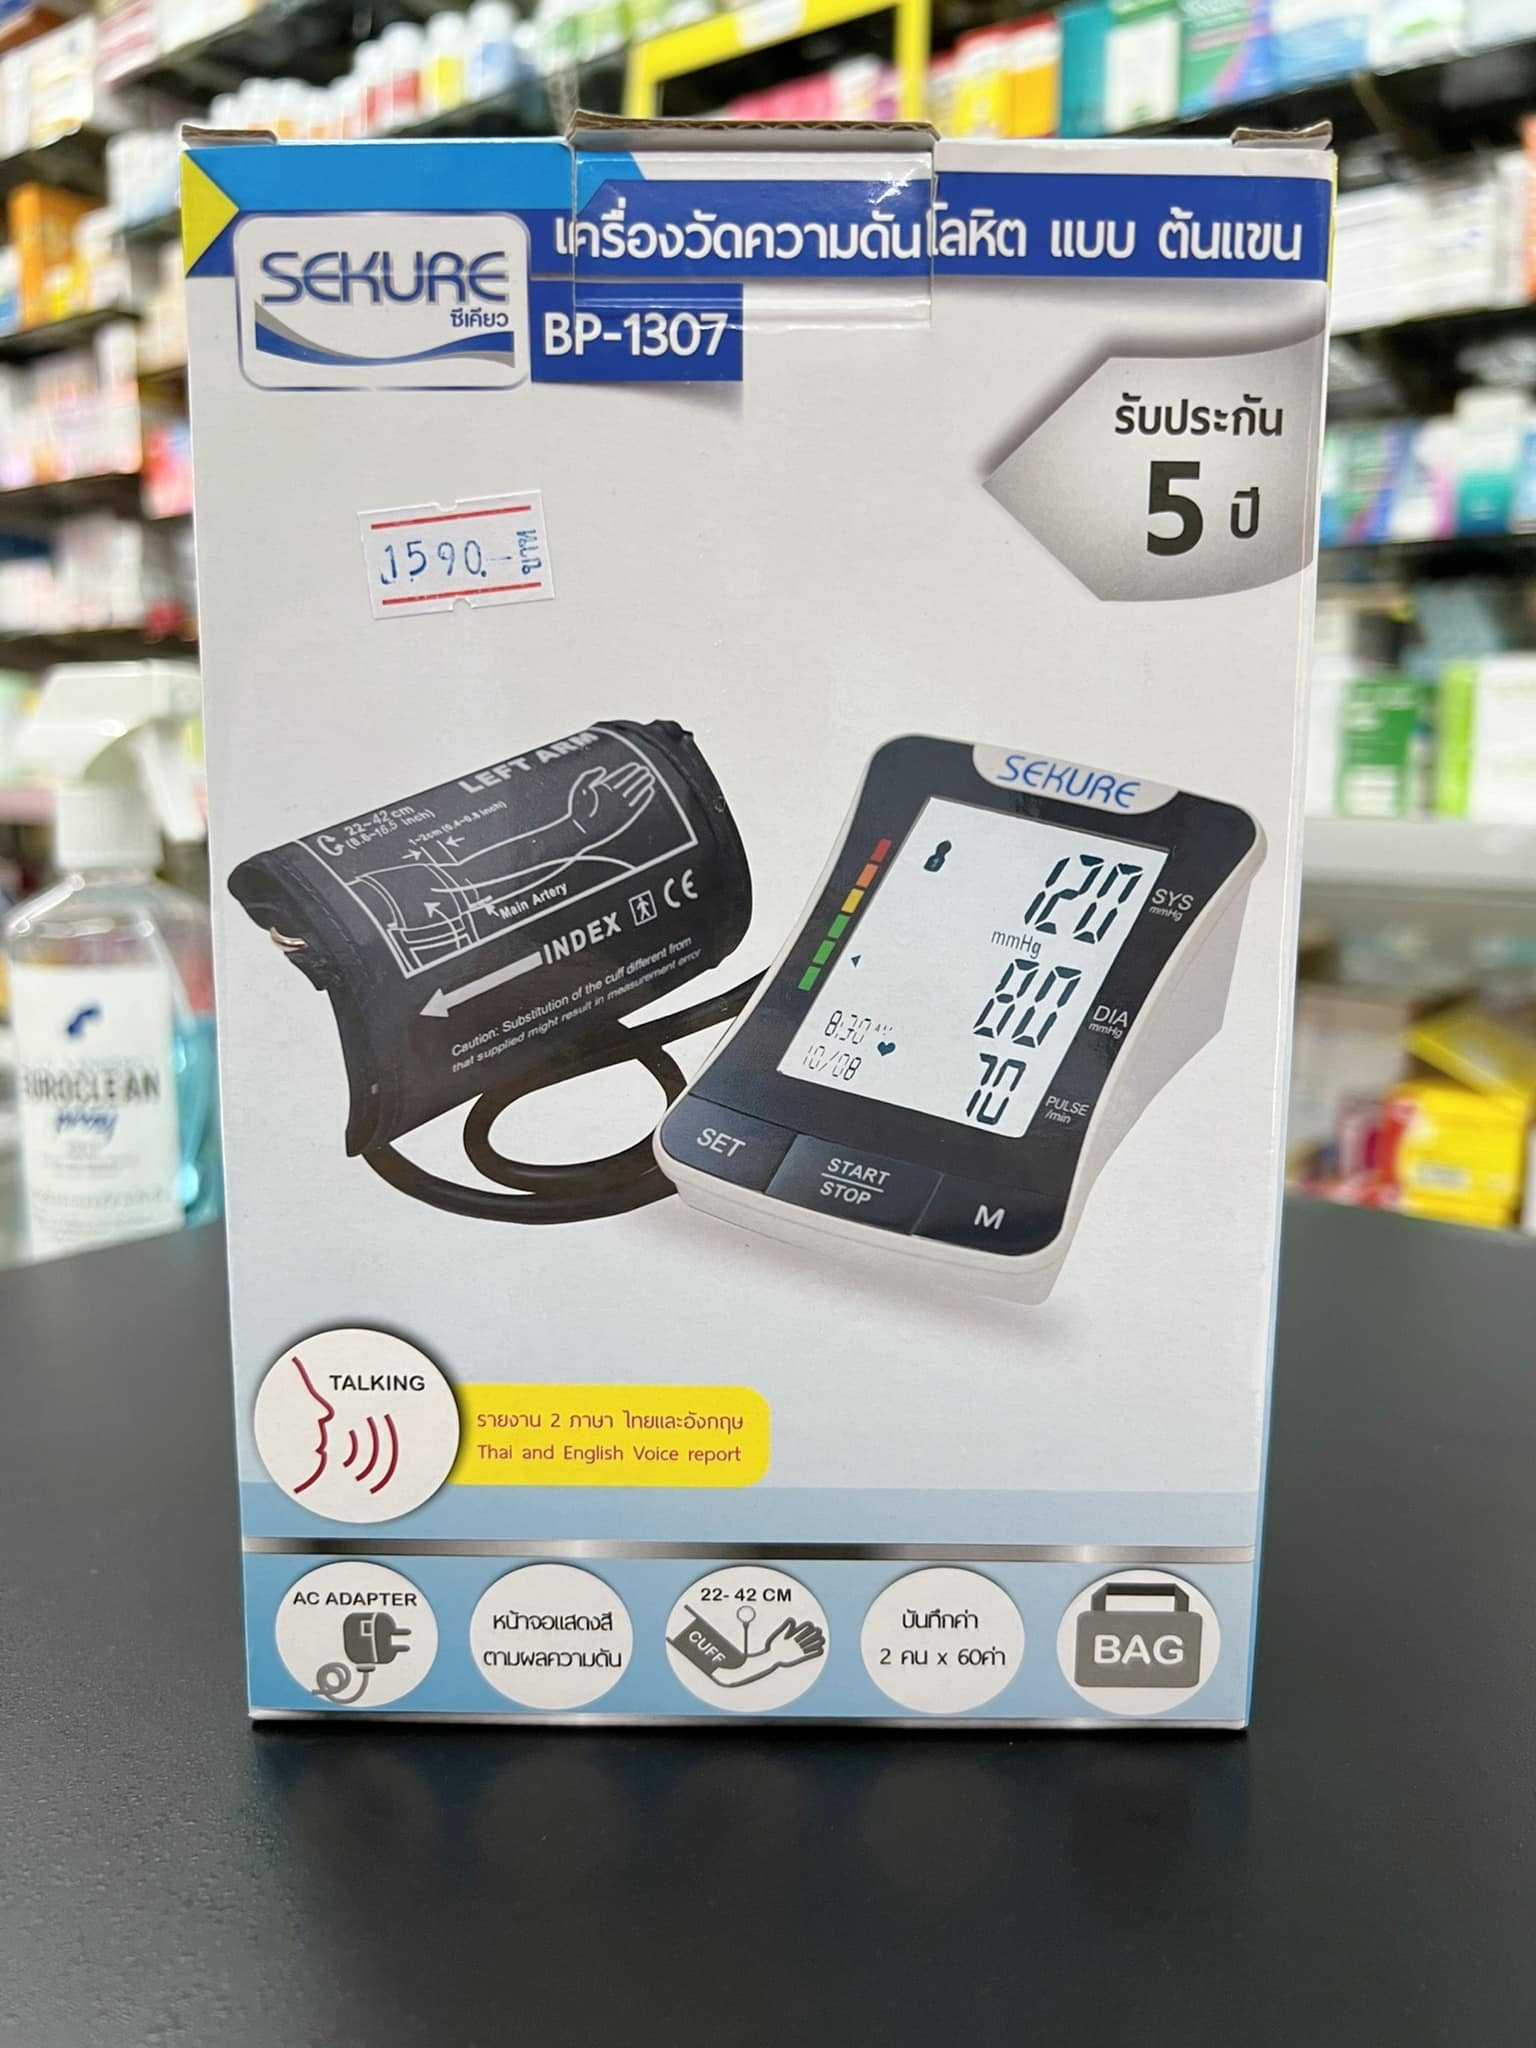 SEKURE
ซีเคียว
เครื่องวัดความดันโลหิต แบบ ต้นแขน
BP-1307
รับประกัน
5 ปี
1590.-
LEFT ARM
22-42 cm
1-2cm (0.4-0.8 inch)
Main Artery
INDEX
CE
Caution: Substitution of the cuff different from
that supplied might result in measurement error
SEKURE
120
SYS
mmHg
mmHg
80
DIA
mmHg
8:30
10/08
70
PULSE
/min
SET
START
STOP
M
TALKING
รายงาน 2 ภาษา ไทยและอังกฤษ
Thai and English Voice report
AC ADAPTER
หน้าจอแสดงสี
ตามผลความดัน
22- 42 CM
CUFF
บันทึกค่า
2 คน x 60ค่า
BAG